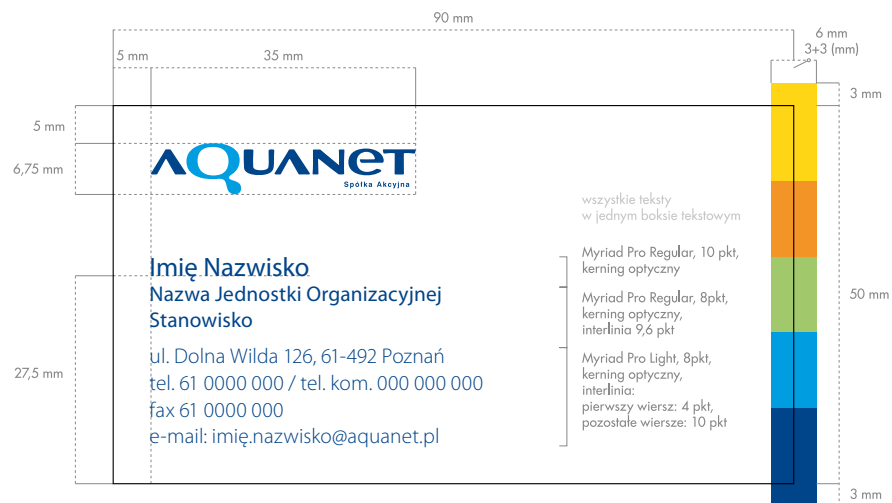 90 mm
6 mm
3+3 (mm)
5 mm
35 mm
3 mm
5 mm
6,75 mm
AQUANET
Spółka Akcyjna
wszystkie teksty
w jednym boksie tekstowym
Imię Nazwisko
Nazwa Jednostki Organizacyjnej
Stanowisko
Myriad Pro Regular, 10 pkt,
kerning optyczny
Myriad Pro Regular, 8pkt,
kerning optyczny,
interlinia 9,6 pkt
50 mm
27,5 mm
ul. Dolna Wilda 126, 61-492 Poznań
tel. 61 0000 000 / tel. kom. 000 000 000
fax 61 0000 000
e-mail: imię.nazwisko@aquanet.pl
Myriad Pro Light, 8pkt,
kerning optyczny,
interlinia:
pierwszy wiersz: 4 pkt,
pozostałe wiersze: 10 pkt
3 mm